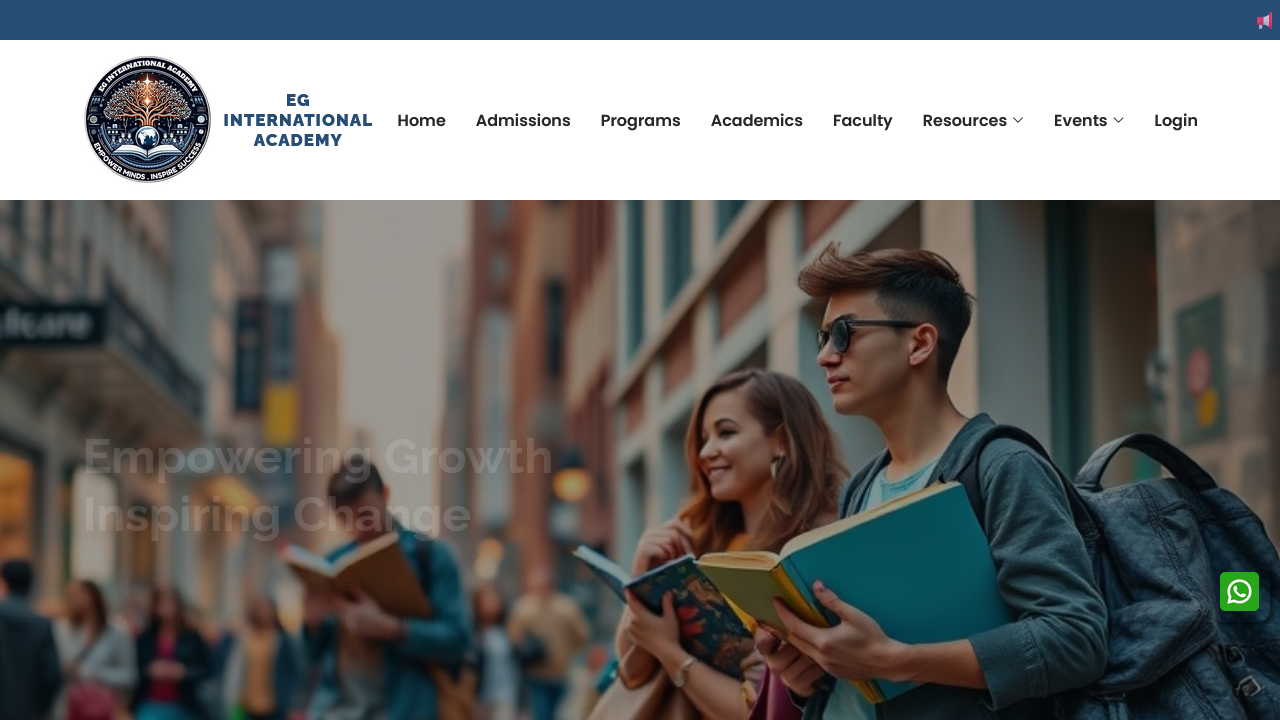 EG INTERNATIONAL ACADEMY
EMPOWER MINDS . INSPIRE SUCCESS
EG
INTERNATIONAL
ACADEMY
Home
Admissions
Programs
Academics
Faculty
Resources
Events
Login
Empowering Growth
Inspiring Change